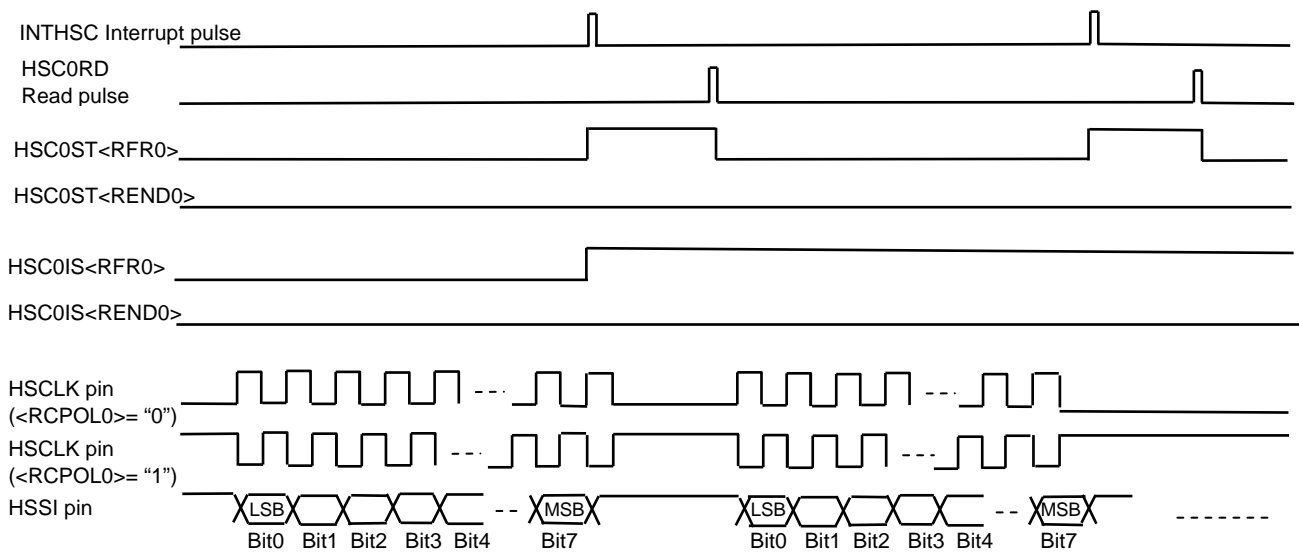 INTHSC Interrupt pulse
HSC0RD
Read pulse
HSC0ST<RFR0>
HSC0ST<REND0>
HSC0IS<RFR0>
HSC0IS<REND0>
HSCLK pin
(<RCPOL0>= “0”)
HSCLK pin
(<RCPOL0>= “1”)
HSSI pin
LSB MSB LSB MSB
Bit0 Bit1 Bit2 Bit3 Bit4 Bit7 Bit0 Bit1 Bit2 Bit3 Bit4 Bit7